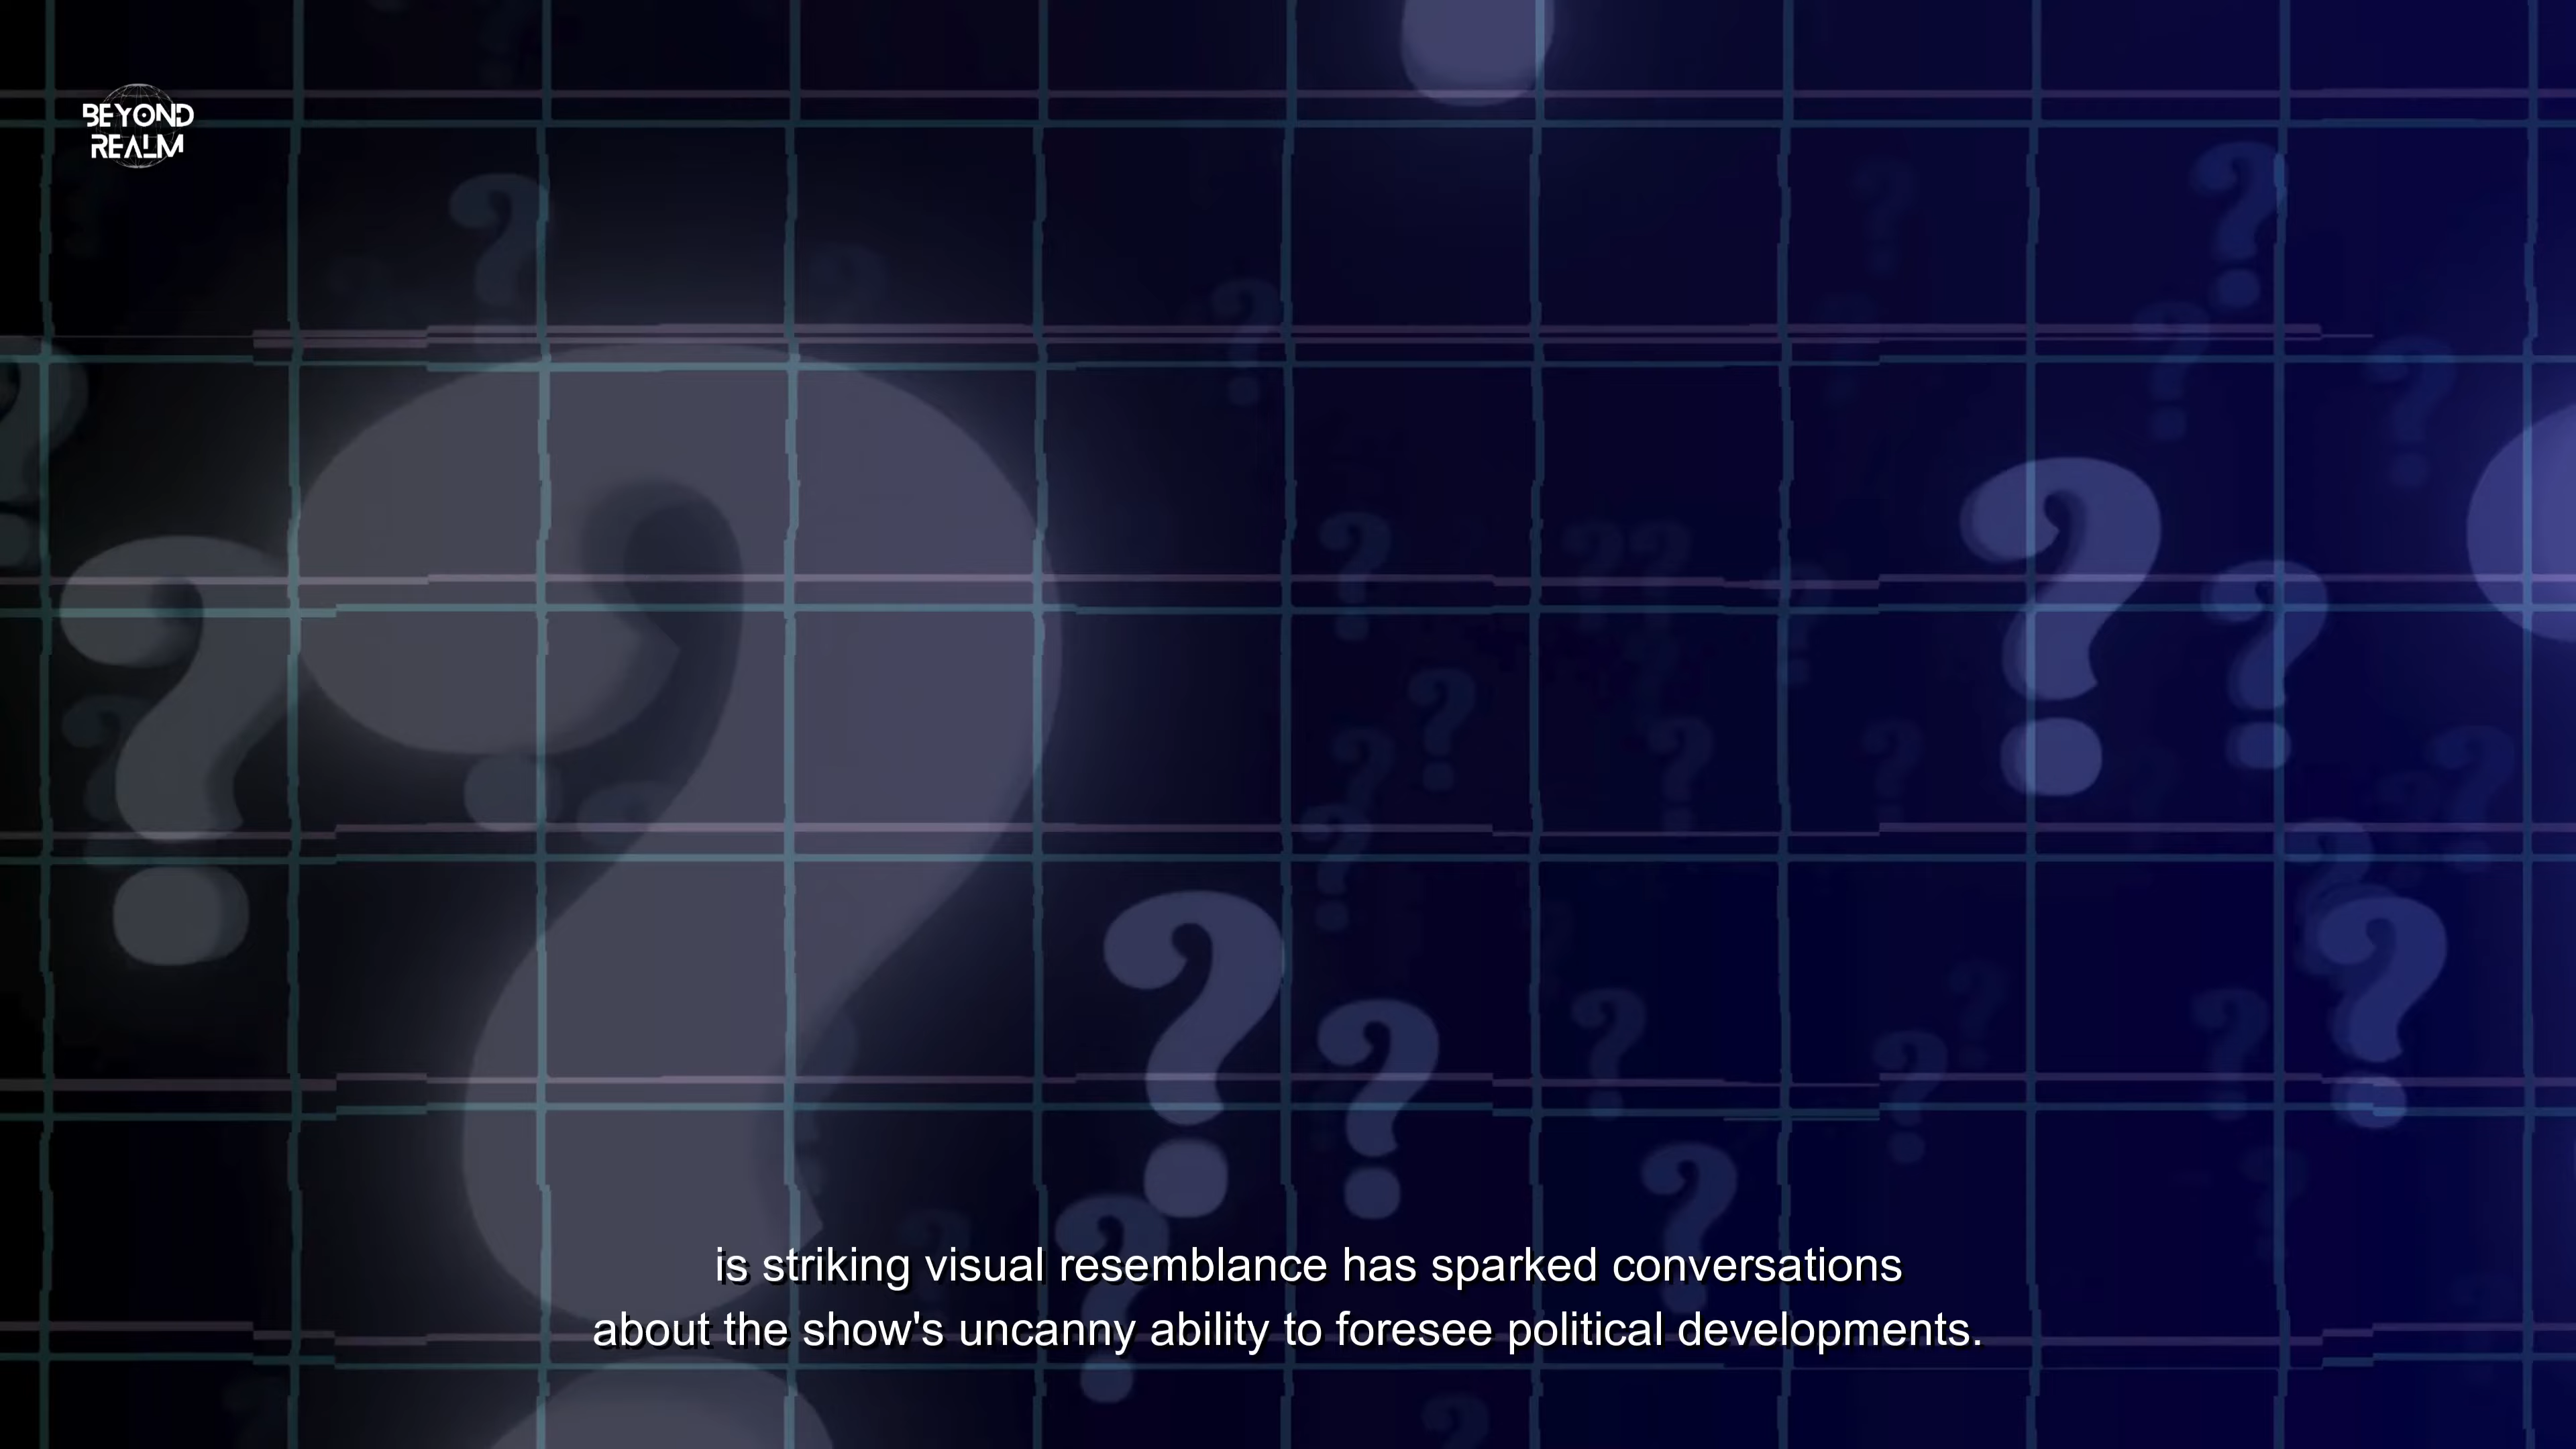 BEYOND
REALM
is striking visual resemblance has sparked conversations
about the show's uncanny ability to foresee political developments.